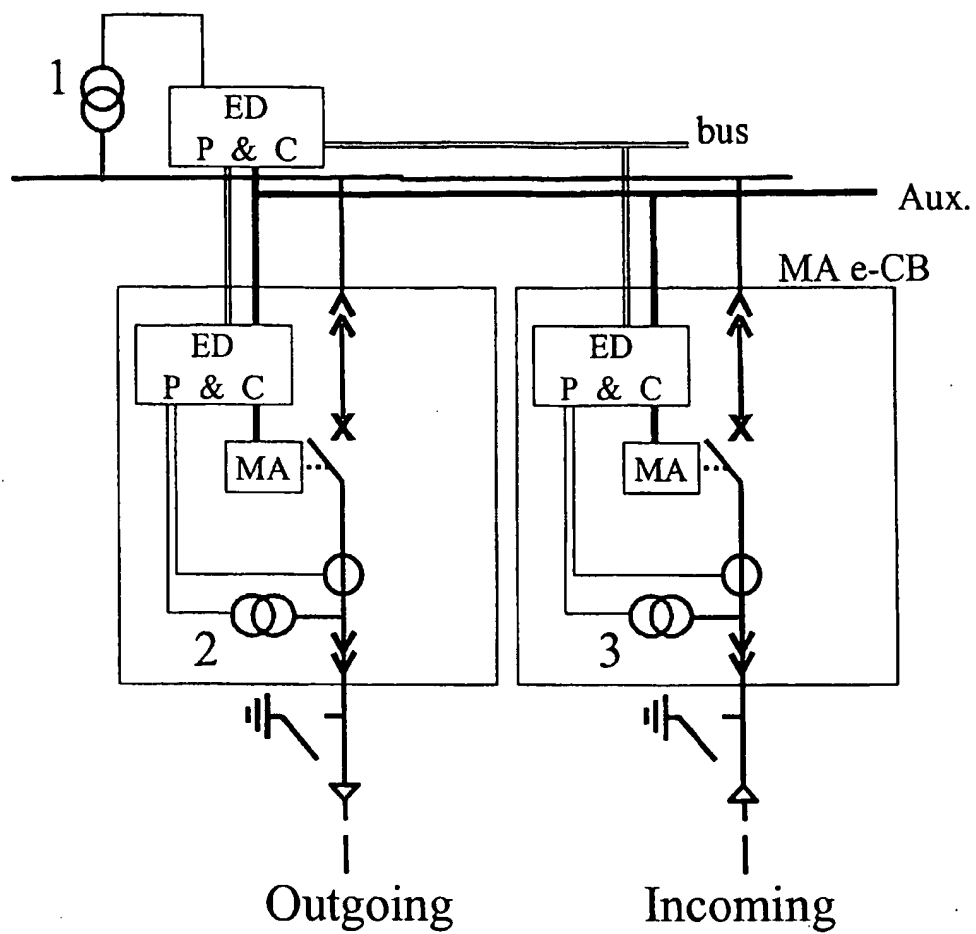 1
ED
P & C
bus
Aux.
MA e-CB
ED
P & C
ED
P & C
MA
MA
2
3
Outgoing
Incoming